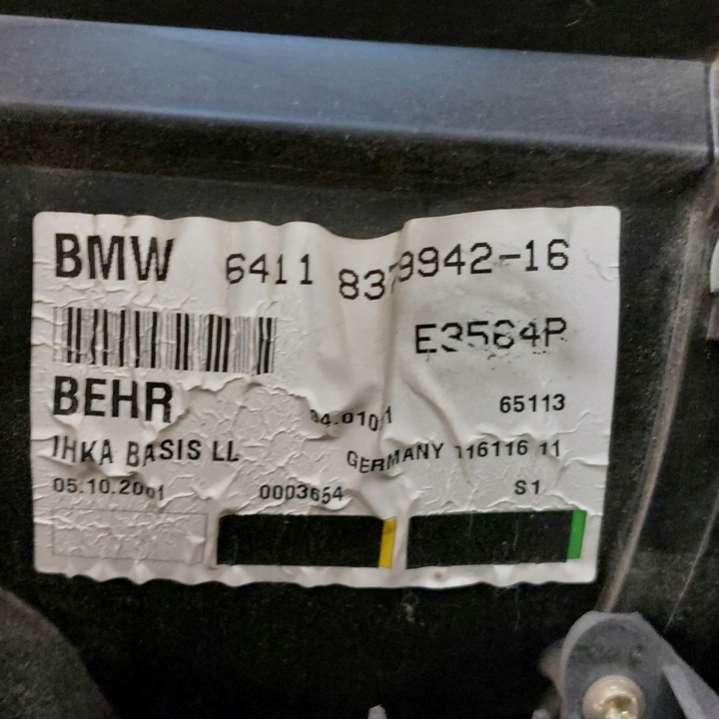 BMW 6411 8379942-16
E3564P
BEHR 65113
IHKA BASIS LL GERMANY 116116 11
05.10.2001 0003654 S1